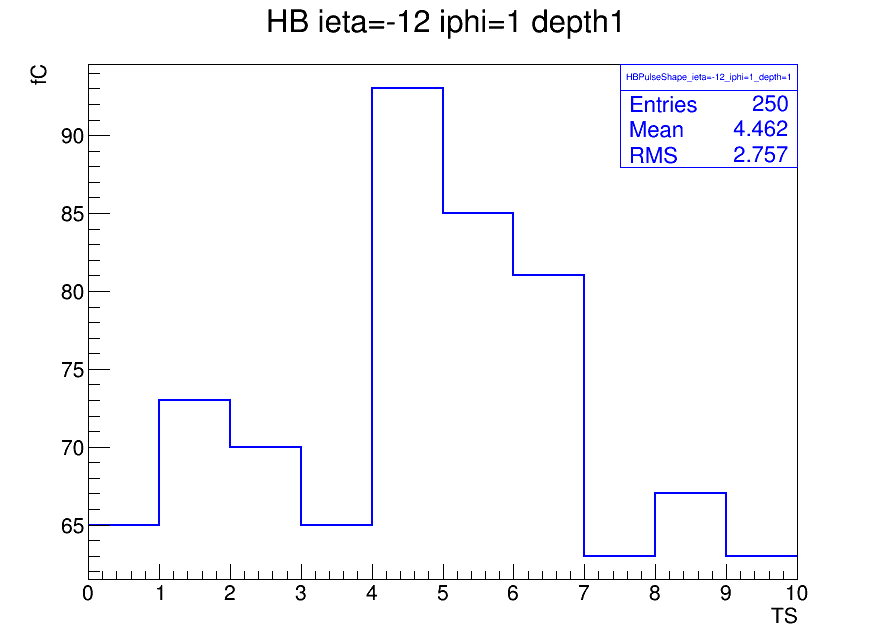 HB ieta=-12 iphi=1 depth1
fC
HBPulseShape_ieta=-12_iphi=1_depth=1
Entries 250
Mean 4.462
RMS 2.757
90
85
80
75
70
65
0 1 2 3 4 5 6 7 8 9 10
TS